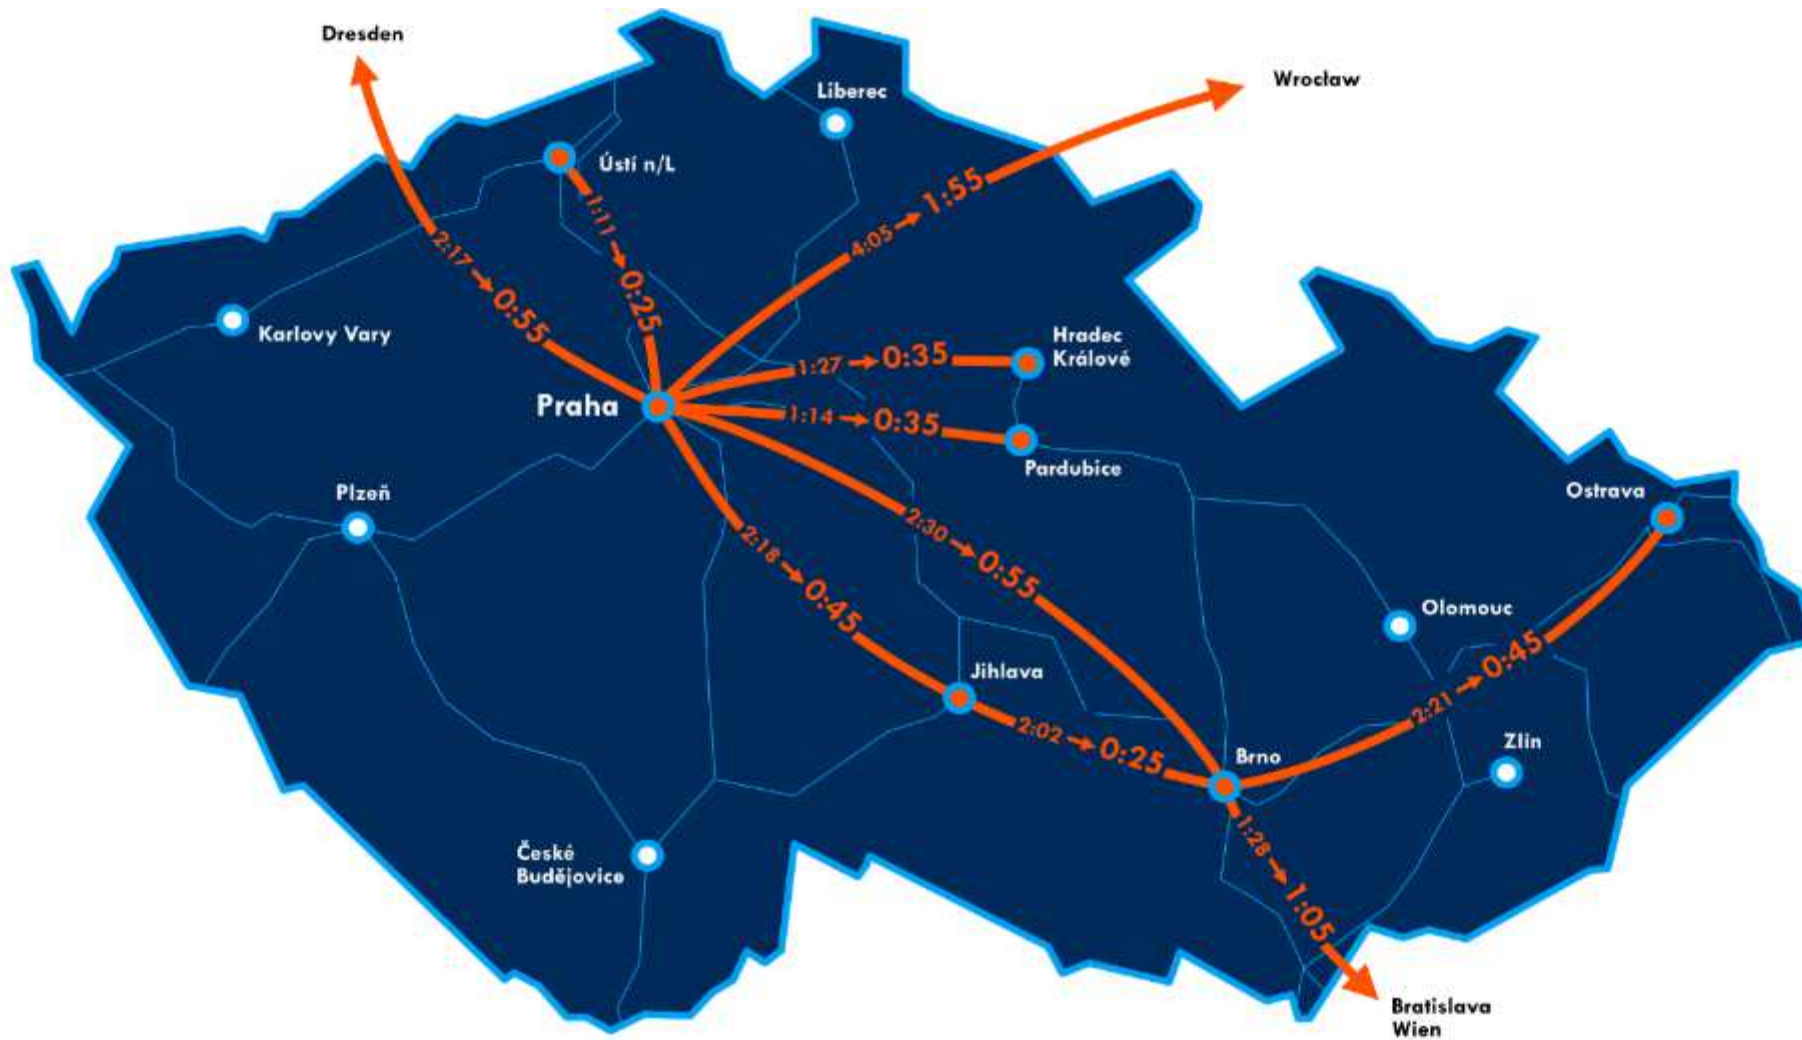 Dresden
Wrocław
Liberec
Ústí n/L
1:11 → 0:25
4:05 → 1:55
2:17 → 0:55
Karlovy Vary
Hradec
Králové
1:27 → 0:35
Praha
1:14 → 0:35
Pardubice
Plzeň
Ostrava
2:30 → 0:55
2:18 → 0:45
Olomouc
Jihlava
2:21 → 0:45
2:02 → 0:25
Brno
Zlín
1:28 → 1:05
České
Budějovice
Bratislava
Wien